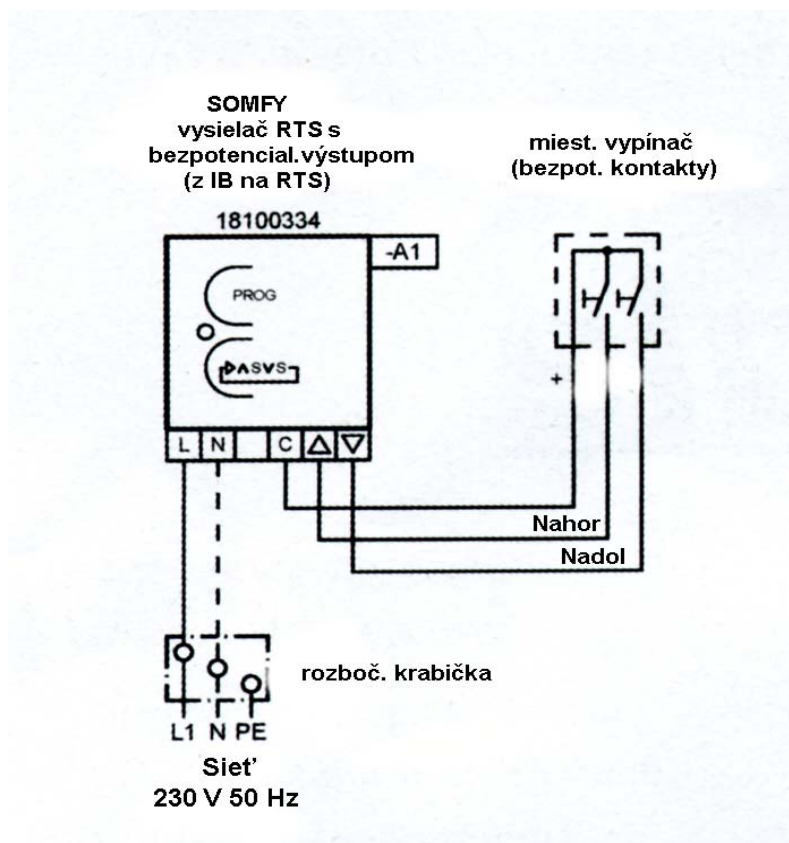 SOMFY
vysielač RTS s
bezpotencial.výstupom
(z IB na RTS)
18100334
-A1
miest. vypínač
(bezpot. kontakty)
PROG
L N C
+
Nahor
Nadol
rozboč. krabička
L1 N PE
Sieť
230 V 50 Hz